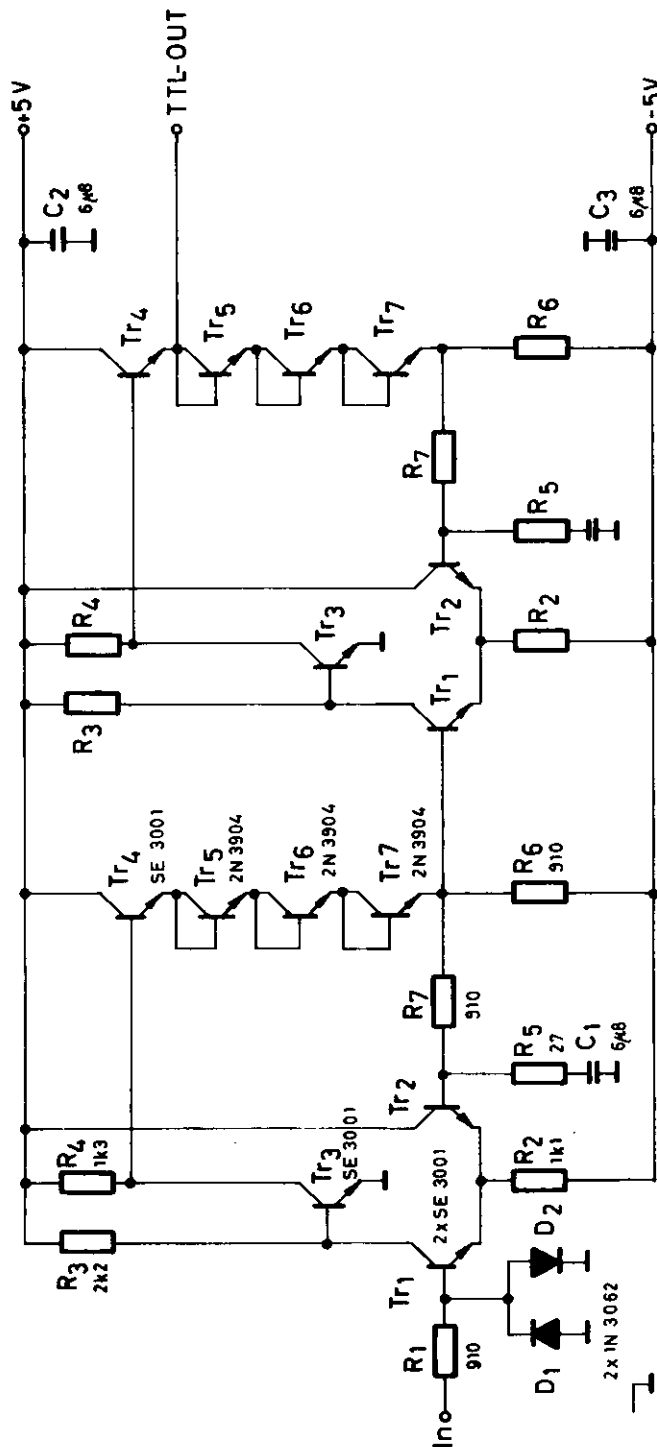 +5V
C2
6µ8
TTL-OUT
Tr4
Tr5
Tr6
Tr7
R6
C3
6µ8
-5V
R4
R3
Tr3
R7
R5
Tr2
Tr1
R2
Tr4
SE 3001
Tr5
2N3904
Tr6
2N 3904
Tr7
2N 3904
R6
910
R7
910
R5
27
C1
6µ8
R4
1k3
R3
2k2
Tr3
SE 3001
Tr2
2 x SE 3001
Tr1
R2
1k1
R1
910
In
D1
D2
2 x 1N 3062